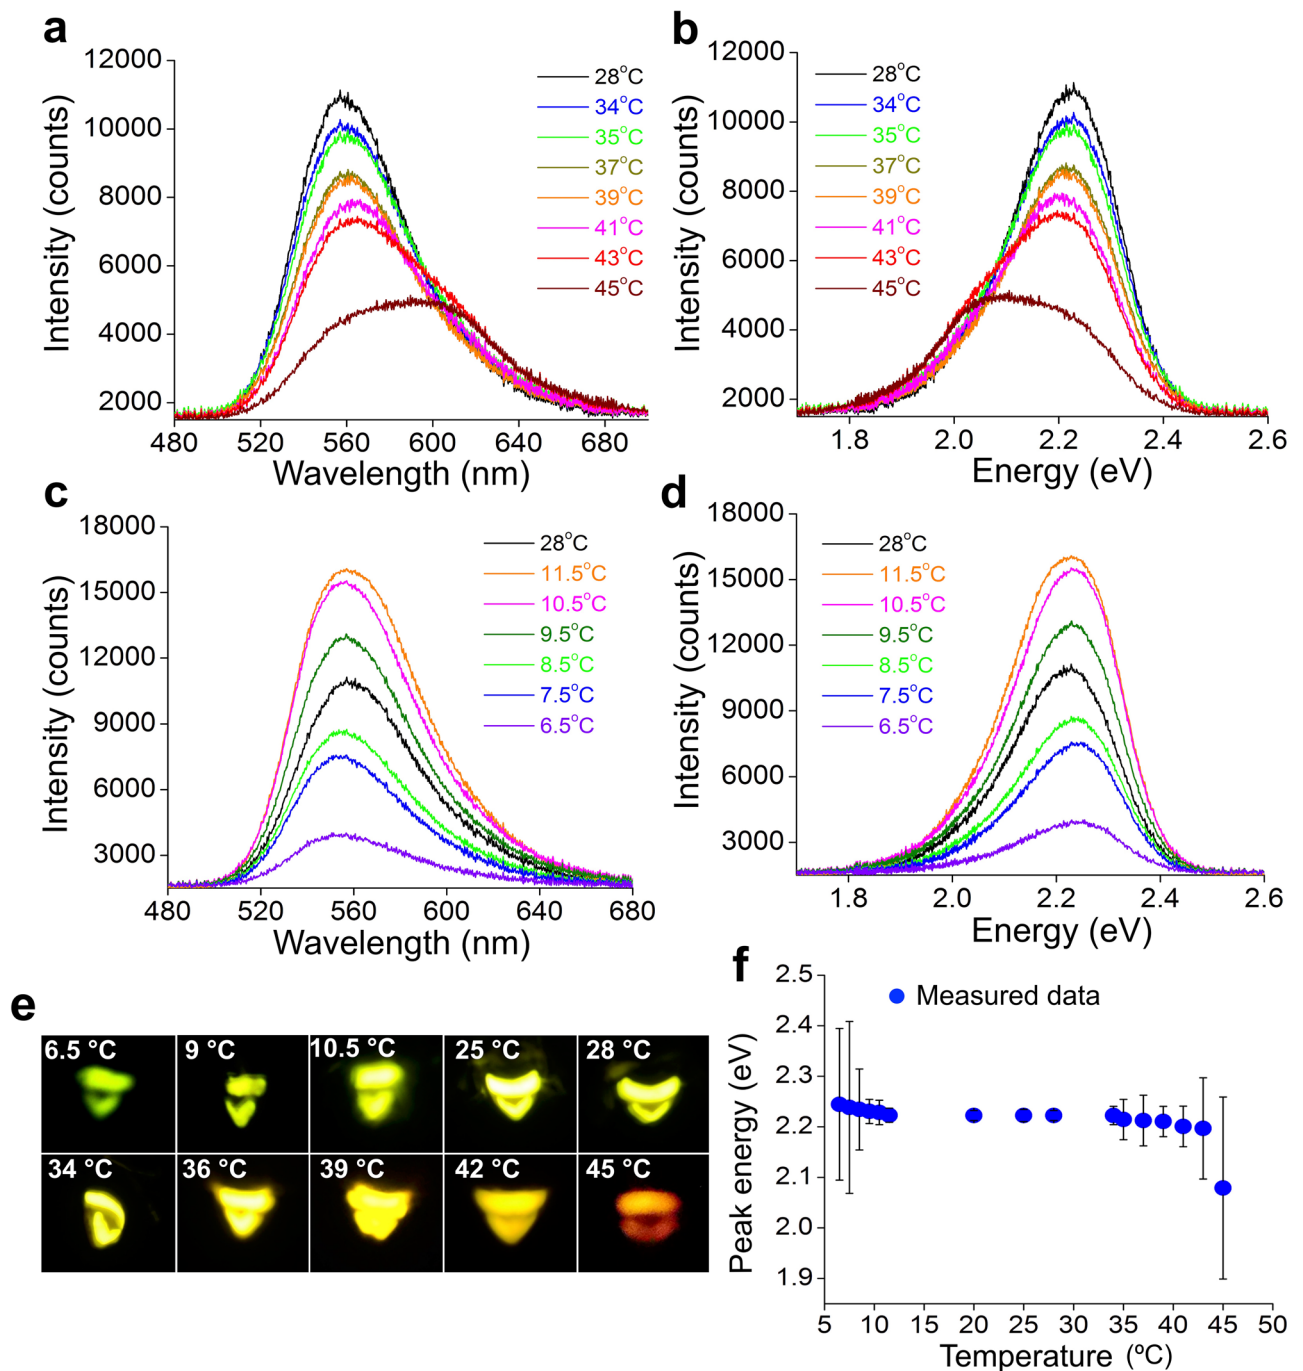 a
12000
10000
8000
6000
4000
2000
Intensity (counts)
28°C
34°C
35°C
37°C
39°C
41°C
43°C
45°C
480 520 560 600 640 680
Wavelength (nm)
b
12000
10000
8000
6000
4000
2000
Intensity (counts)
28°C
34°C
35°C
37°C
39°C
41°C
43°C
45°C
1.8 2.0 2.2 2.4 2.6
Energy (eV)
c
18000
15000
12000
9000
6000
3000
Intensity (counts)
28°C
11.5°C
10.5°C
9.5°C
8.5°C
7.5°C
6.5°C
480 520 560 600 640 680
Wavelength (nm)
d
18000
15000
12000
9000
6000
3000
Intensity (counts)
28°C
11.5°C
10.5°C
9.5°C
8.5°C
7.5°C
6.5°C
1.8 2.0 2.2 2.4 2.6
Energy (eV)
e
6.5 °C 9 °C 10.5 °C 25 °C 28 °C
34 °C 36 °C 39 °C 42 °C 45 °C
f
2.5
2.4
2.3
2.2
2.1
2.0
1.9
Peak energy (eV)
Measured data
5 10 15 20 25 30 35 40 45 50
Temperature (ºC)